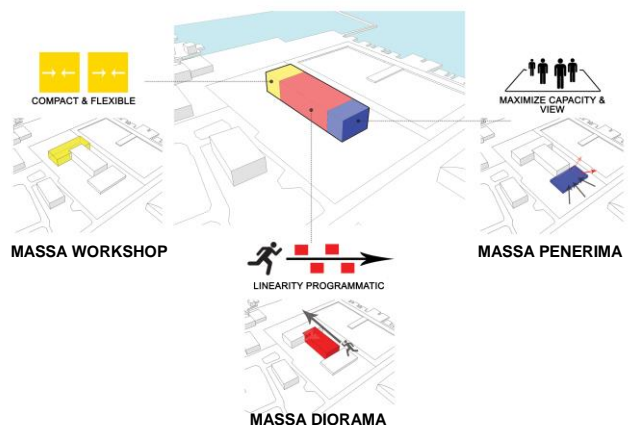 COMPACT & FLEXIBLE
MASSA WORKSHOP
MAXIMIZE CAPACITY &
VIEW
MASSA PENERIMA
LINEARITY PROGRAMMATIC
MASSA DIORAMA